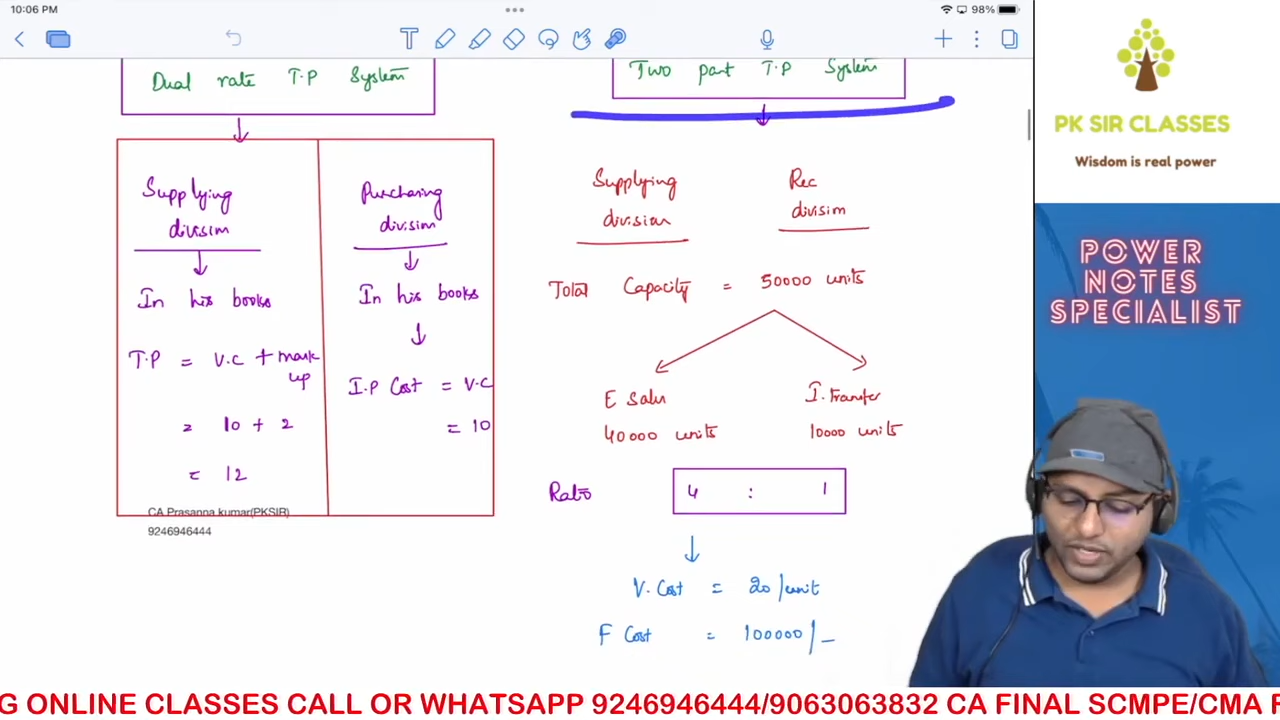 10:06 PM
98%
Dual rate T.P System
Supplying division
In his books
T.P = V.C + mark up
= 10 + 2
= 12
Purchasing division
In his books
I.P Cost = V.C
= 10
CA Prasanna kumar(PKSIR)
9246946444
Two part T.P System
Supplying division
Rec division
Total Capacity = 50000 units
E Sales
40000 units
I.transfer
10000 units
Ratio 4 : 1
V.Cost = 20/unit
F Cost = 100000/-
PK SIR CLASSES
Wisdom is real power
POWER
NOTES
SPECIALIST
G ONLINE CLASSES CALL OR WHATSAPP 9246946444/9063063832 CA FINAL SCMPE/CMA F